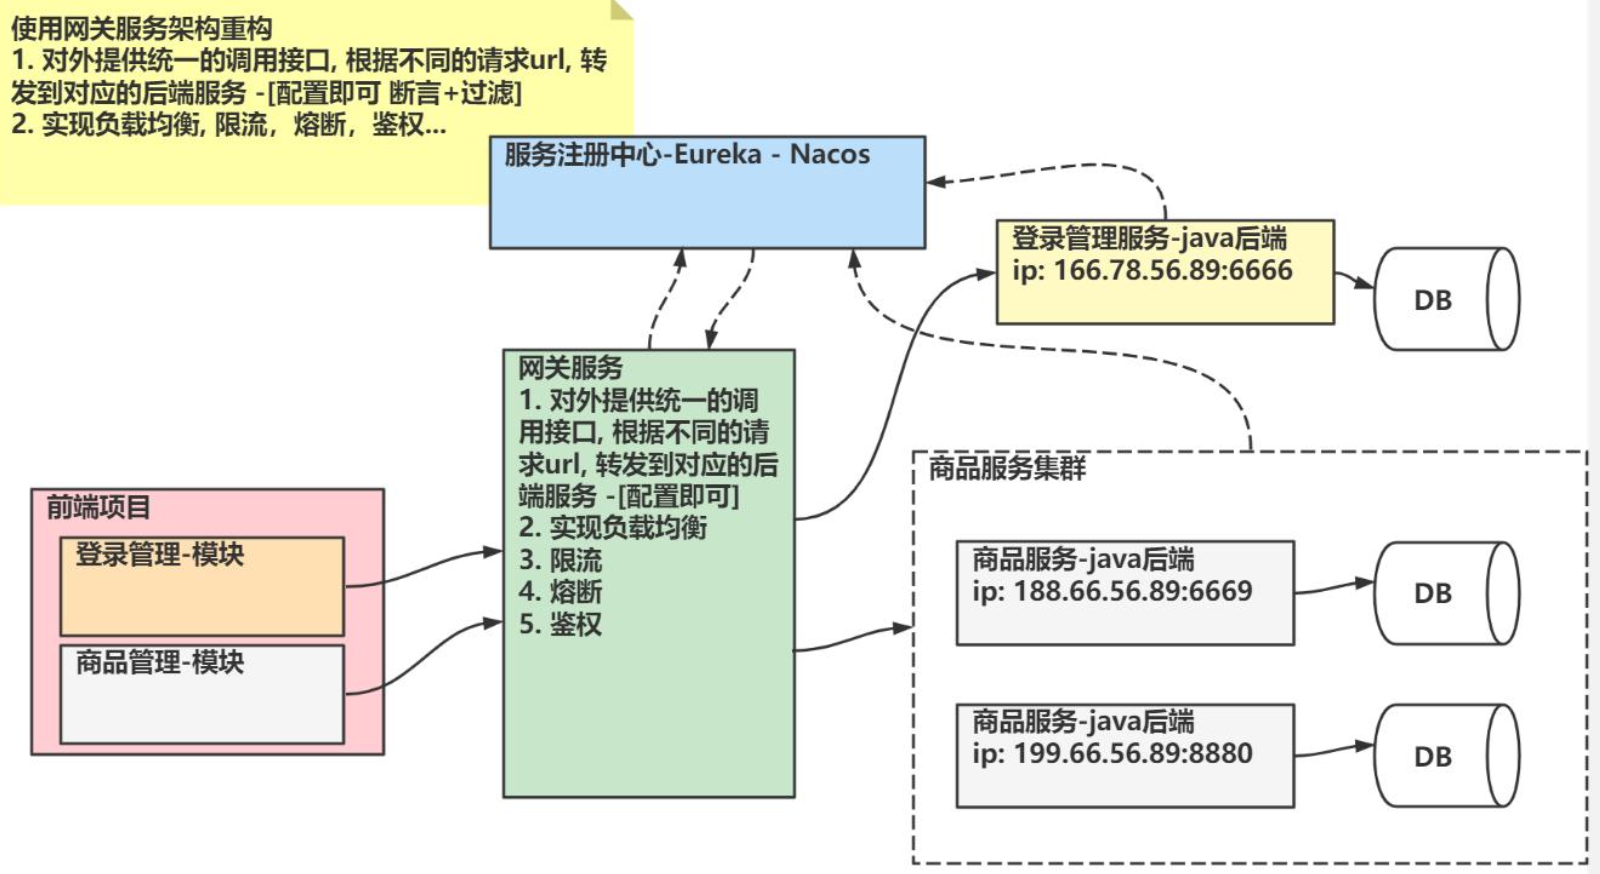 使用网关服务架构重构
1. 对外提供统一的调用接口, 根据不同的请求url, 转
发到对应的后端服务 -[配置即可 断言+过滤]
2. 实现负载均衡, 限流，熔断，鉴权...
服务注册中心-Eureka - Nacos
登录管理服务-java后端
ip: 166.78.56.89:6666
DB
网关服务
1. 对外提供统一的调
用接口, 根据不同的请
求url, 转发到对应的后
端服务 -[配置即可]
2. 实现负载均衡
3. 限流
4. 熔断
5. 鉴权
前端项目
登录管理-模块
商品管理-模块
商品服务集群
商品服务-java后端
ip: 188.66.56.89:6669
DB
商品服务-java后端
ip: 199.66.56.89:8880
DB